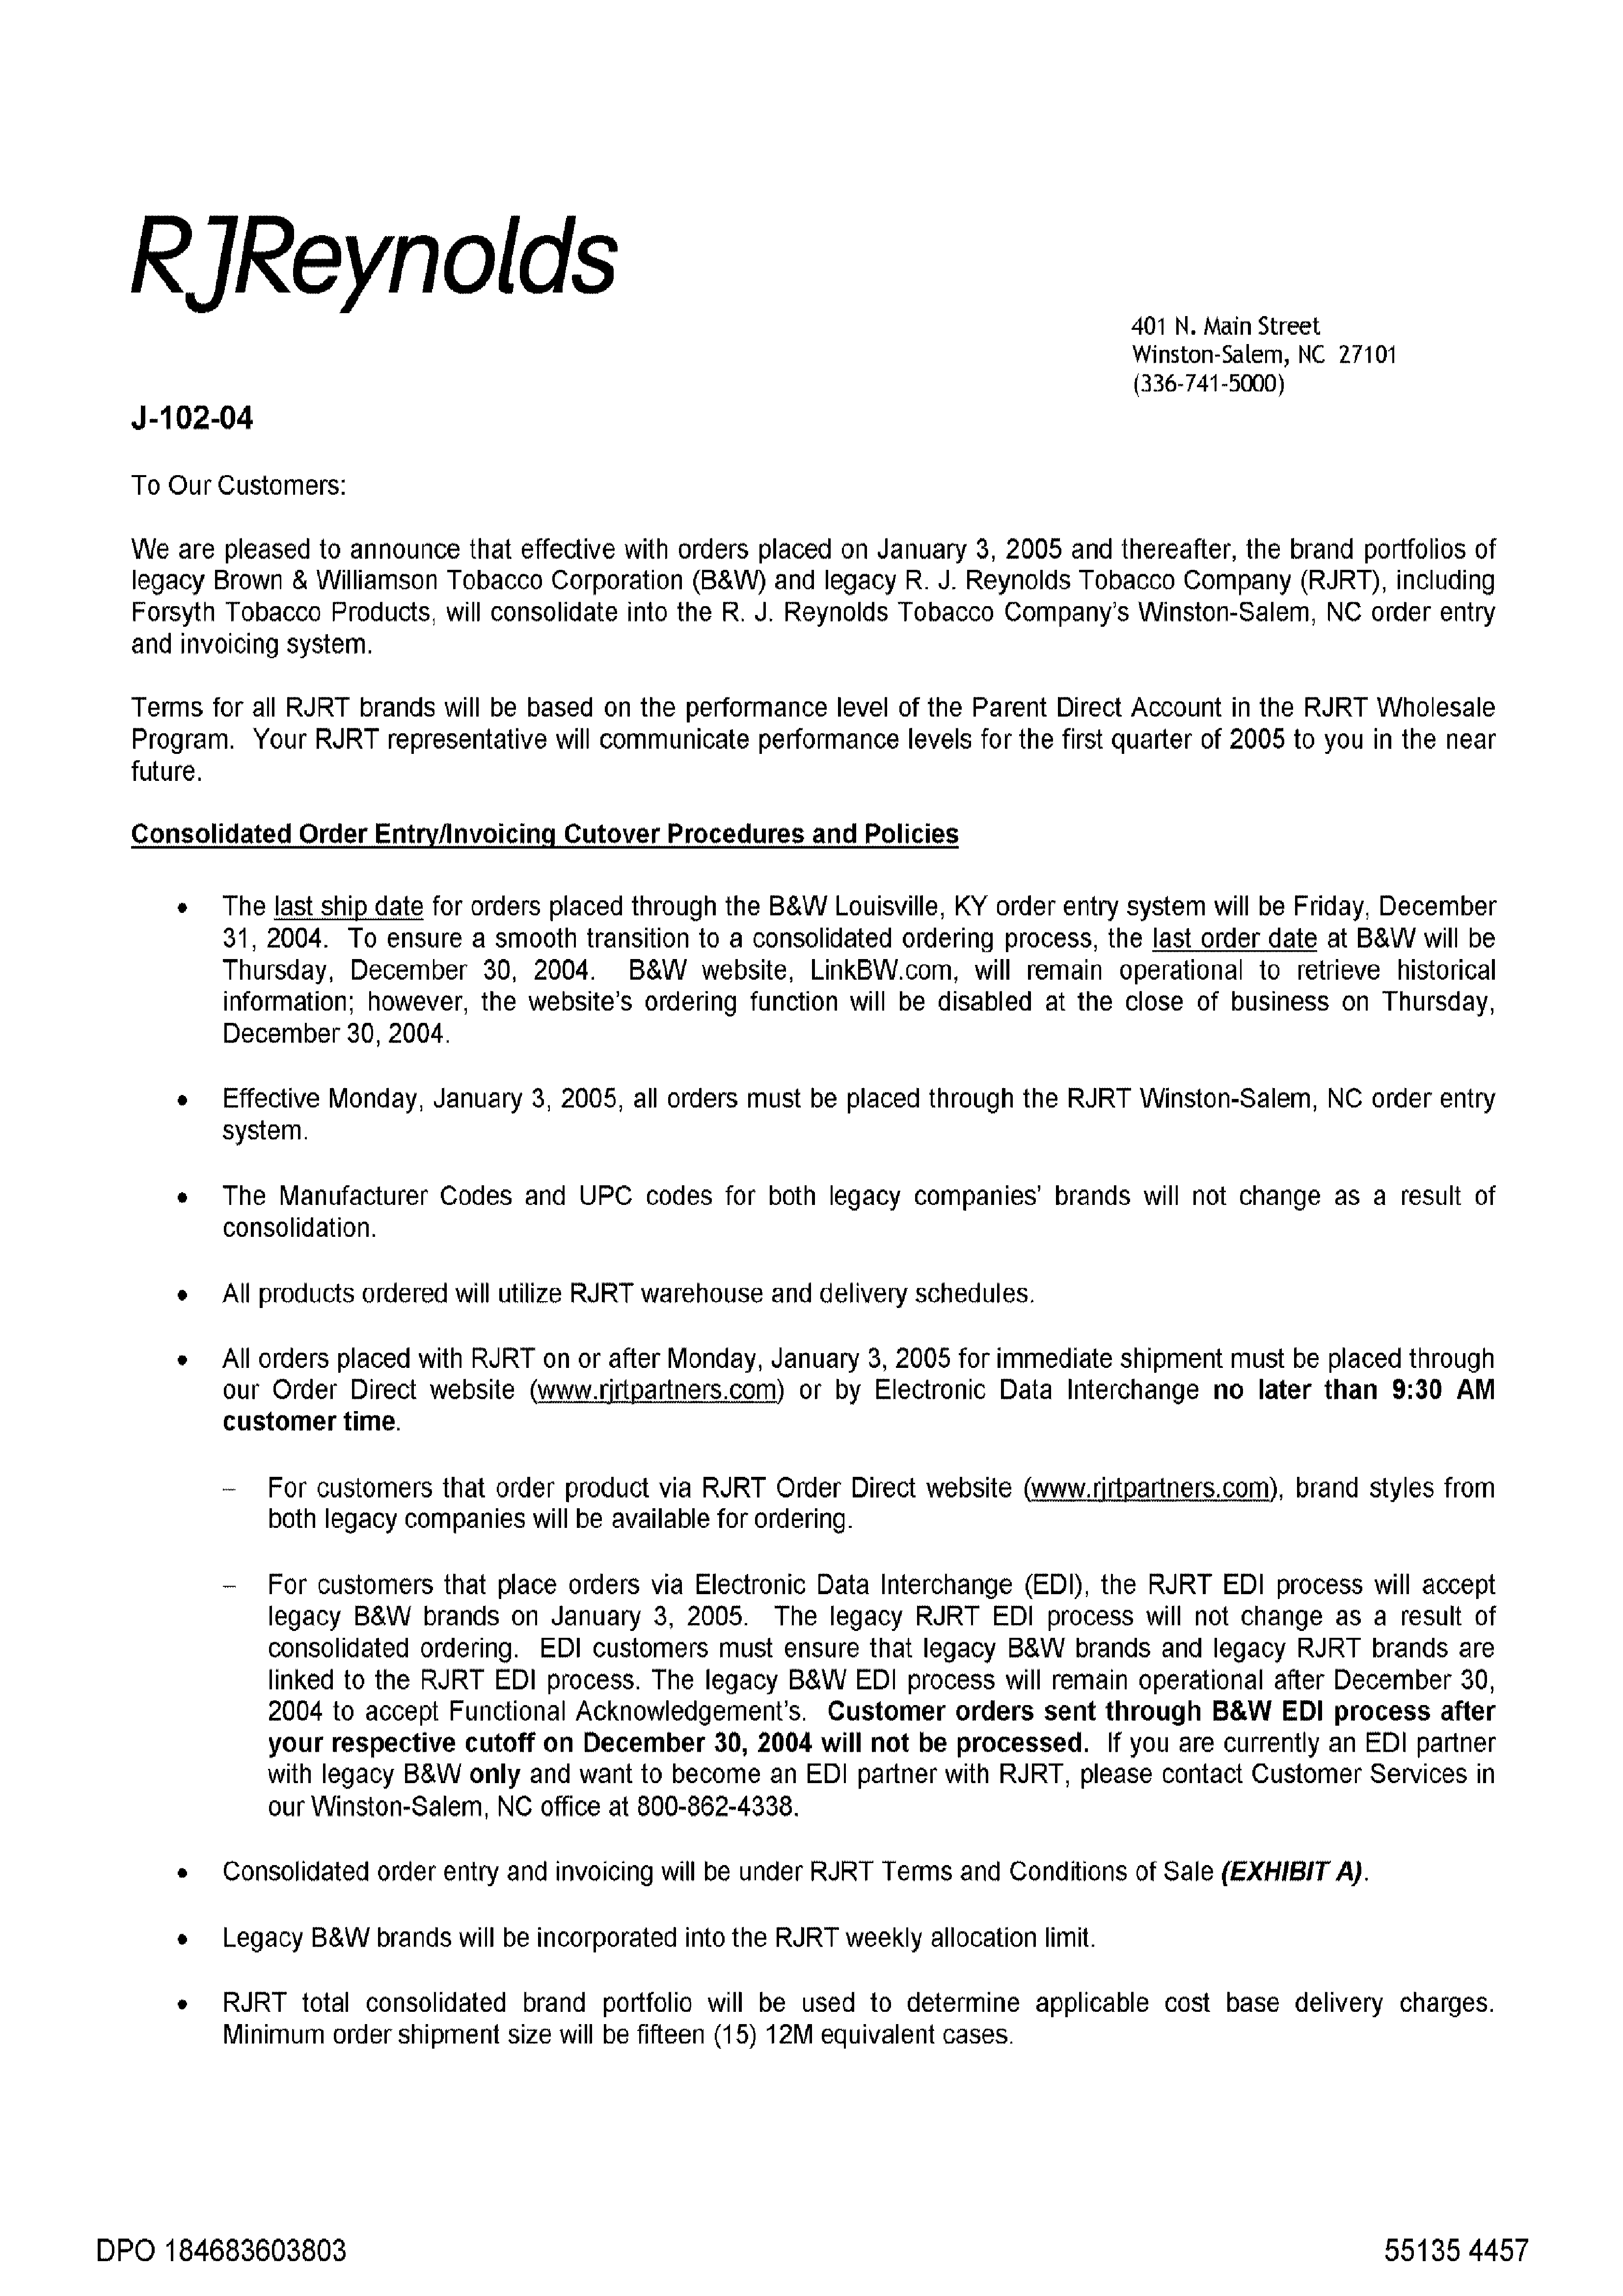 RJReynolds
401 N. Main Street
Winston-Salem, NC 27101
(336-741-5000)
J-102-04
To Our Customers:
We are pleased to announce that effective with orders placed on January 3, 2005 and thereafter, the brand portfolios of
legacy Brown & Williamson Tobacco Corporation (B&W) and legacy R. J. Reynolds Tobacco Company (RJRT), including
Forsyth Tobacco Products, will consolidate into the R. J. Reynolds Tobacco Company's Winston-Salem, NC order entry
and invoicing system.
Terms for all RJRT brands will be based on the performance level of the Parent Direct Account in the RJRT Wholesale
Program. Your RJRT representative will communicate performance levels for the first quarter of 2005 to you in the near
future.
Consolidated Order Entry/Invoicing Cutover Procedures and Policies
• The last ship date for orders placed through the B&W Louisville, KY order entry system will be Friday, December
31, 2004. To ensure a smooth transition to a consolidated ordering process, the last order date at B&W will be
Thursday, December 30, 2004. B&W website, LinkBW.com, will remain operational to retrieve historical
information; however, the website's ordering function will be disabled at the close of business on Thursday,
December 30, 2004.
• Effective Monday, January 3, 2005, all orders must be placed through the RJRT Winston-Salem, NC order entry
system.
• The Manufacturer Codes and UPC codes for both legacy companies' brands will not change as a result of
consolidation.
• All products ordered will utilize RJRT warehouse and delivery schedules.
• All orders placed with RJRT on or after Monday, January 3, 2005 for immediate shipment must be placed through
our Order Direct website (www.rjrtpartners.com) or by Electronic Data Interchange no later than 9:30 AM
customer time.
– For customers that order product via RJRT Order Direct website (www.rjrtpartners.com), brand styles from
both legacy companies will be available for ordering.
– For customers that place orders via Electronic Data Interchange (EDI), the RJRT EDI process will accept
legacy B&W brands on January 3, 2005. The legacy RJRT EDI process will not change as a result of
consolidated ordering. EDI customers must ensure that legacy B&W brands and legacy RJRT brands are
linked to the RJRT EDI process. The legacy B&W EDI process will remain operational after December 30,
2004 to accept Functional Acknowledgement's. Customer orders sent through B&W EDI process after
your respective cutoff on December 30, 2004 will not be processed. If you are currently an EDI partner
with legacy B&W only and want to become an EDI partner with RJRT, please contact Customer Services in
our Winston-Salem, NC office at 800-862-4338.
• Consolidated order entry and invoicing will be under RJRT Terms and Conditions of Sale (EXHIBIT A).
• Legacy B&W brands will be incorporated into the RJRT weekly allocation limit.
• RJRT total consolidated brand portfolio will be used to determine applicable cost base delivery charges.
Minimum order shipment size will be fifteen (15) 12M equivalent cases.
DPO 184683603803
55135 4457